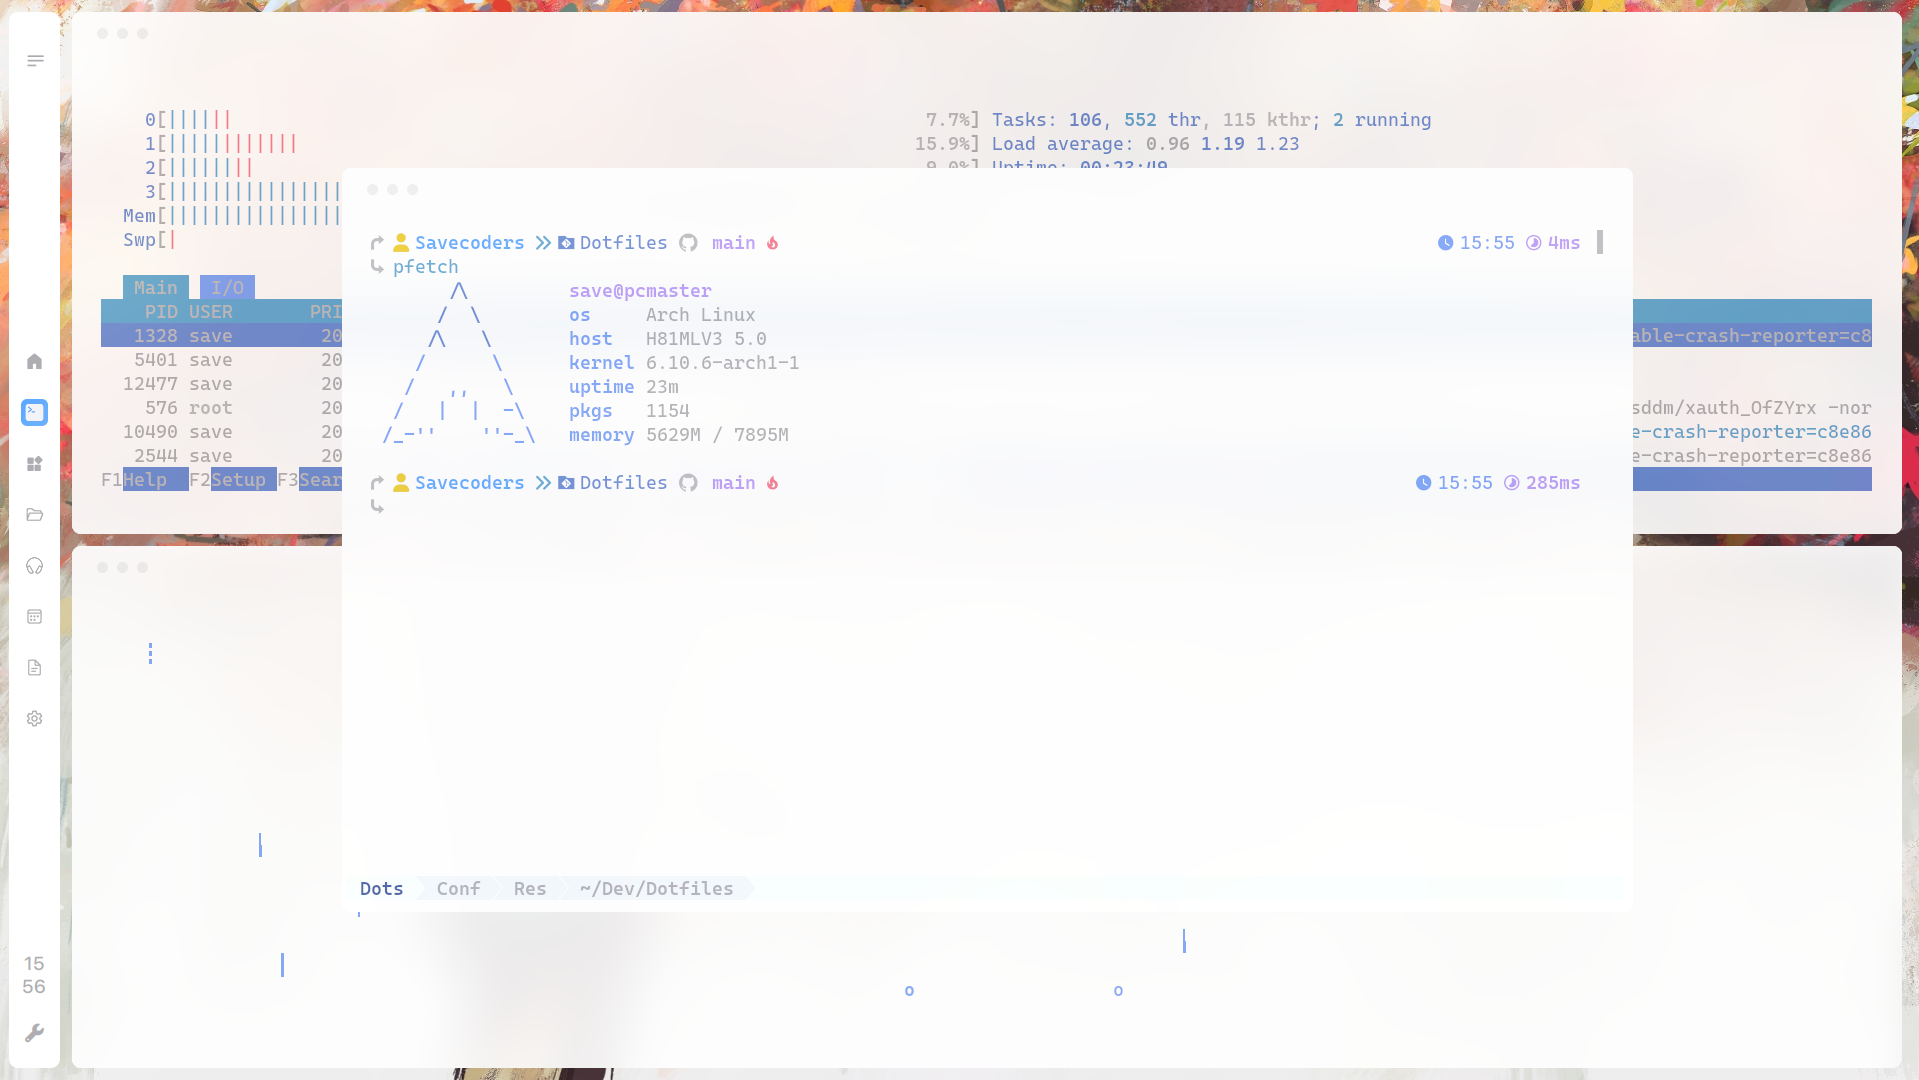 0[|||||| 7.7%] Tasks: 106, 552 thr, 115 kthr; 2 running
1[|||||||||||| 15.9%] Load average: 0.96 1.19 1.23
2[|||||||| 9.0%] Uptime: 00:23:49
3[||||||||||||||||
Mem[||||||||||||||||
Swp[|
Main I/O
PID USER PRI
1328 save 20
able-crash-reporter=c8
5401 save 20
12477 save 20
576 root 20
sddm/xauth_OfZYrx -nor
10490 save 20
e-crash-reporter=c8e86
2544 save 20
e-crash-reporter=c8e86
F1Help F2Setup F3Sear
Savecoders Dotfiles main 15:55 4ms
pfetch
save@pcmaster
os Arch Linux
host H81MLV3 5.0
kernel 6.10.6-arch1-1
uptime 23m
pkgs 1154
memory 5629M / 7895M
Savecoders Dotfiles main 15:55 285ms
Dots Conf Res ~/Dev/Dotfiles
o o
15
56